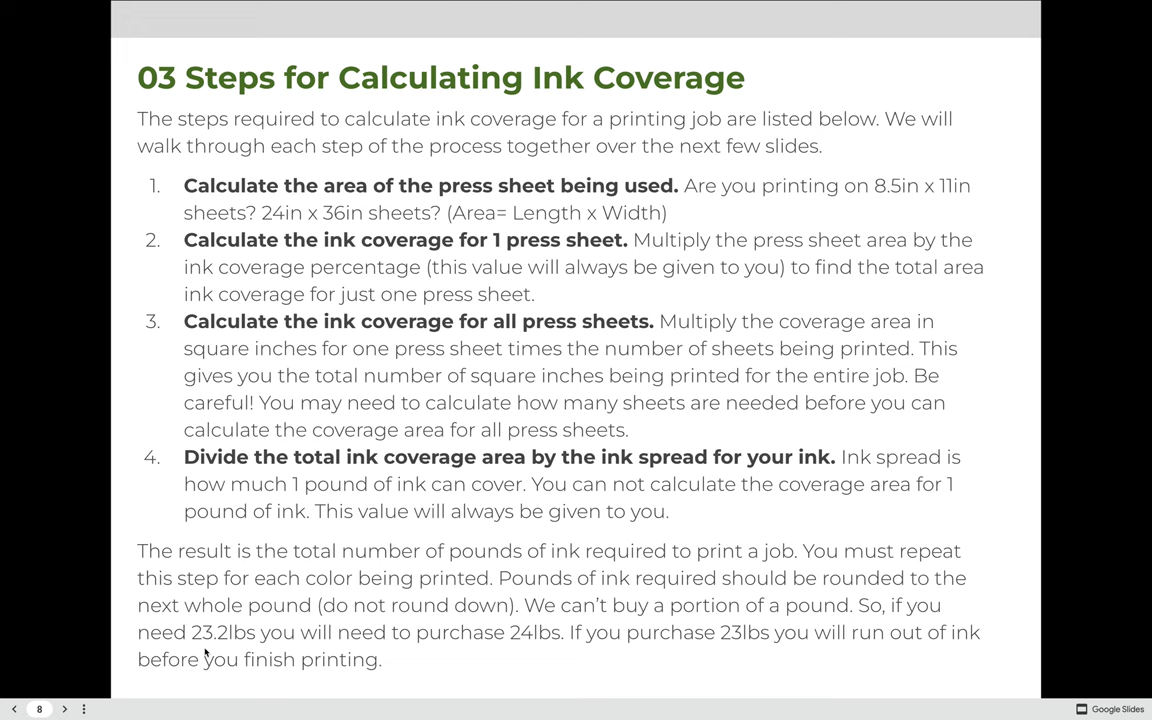 03 Steps for Calculating Ink Coverage
The steps required to calculate ink coverage for a printing job are listed below. We will
walk through each step of the process together over the next few slides.
1. Calculate the area of the press sheet being used. Are you printing on 8.5in x 11in
sheets? 24in x 36in sheets? (Area= Length x Width)
2. Calculate the ink coverage for 1 press sheet. Multiply the press sheet area by the
ink coverage percentage (this value will always be given to you) to find the total area
ink coverage for just one press sheet.
3. Calculate the ink coverage for all press sheets. Multiply the coverage area in
square inches for one press sheet times the number of sheets being printed. This
gives you the total number of square inches being printed for the entire job. Be
careful! You may need to calculate how many sheets are needed before you can
calculate the coverage area for all press sheets.
4. Divide the total ink coverage area by the ink spread for your ink. Ink spread is
how much 1 pound of ink can cover. You can not calculate the coverage area for 1
pound of ink. This value will always be given to you.
The result is the total number of pounds of ink required to print a job. You must repeat
this step for each color being printed. Pounds of ink required should be rounded to the
next whole pound (do not round down). We can't buy a portion of a pound. So, if you
need 23.2lbs you will need to purchase 24lbs. If you purchase 23lbs you will run out of ink
before you finish printing.
8
Google Slides